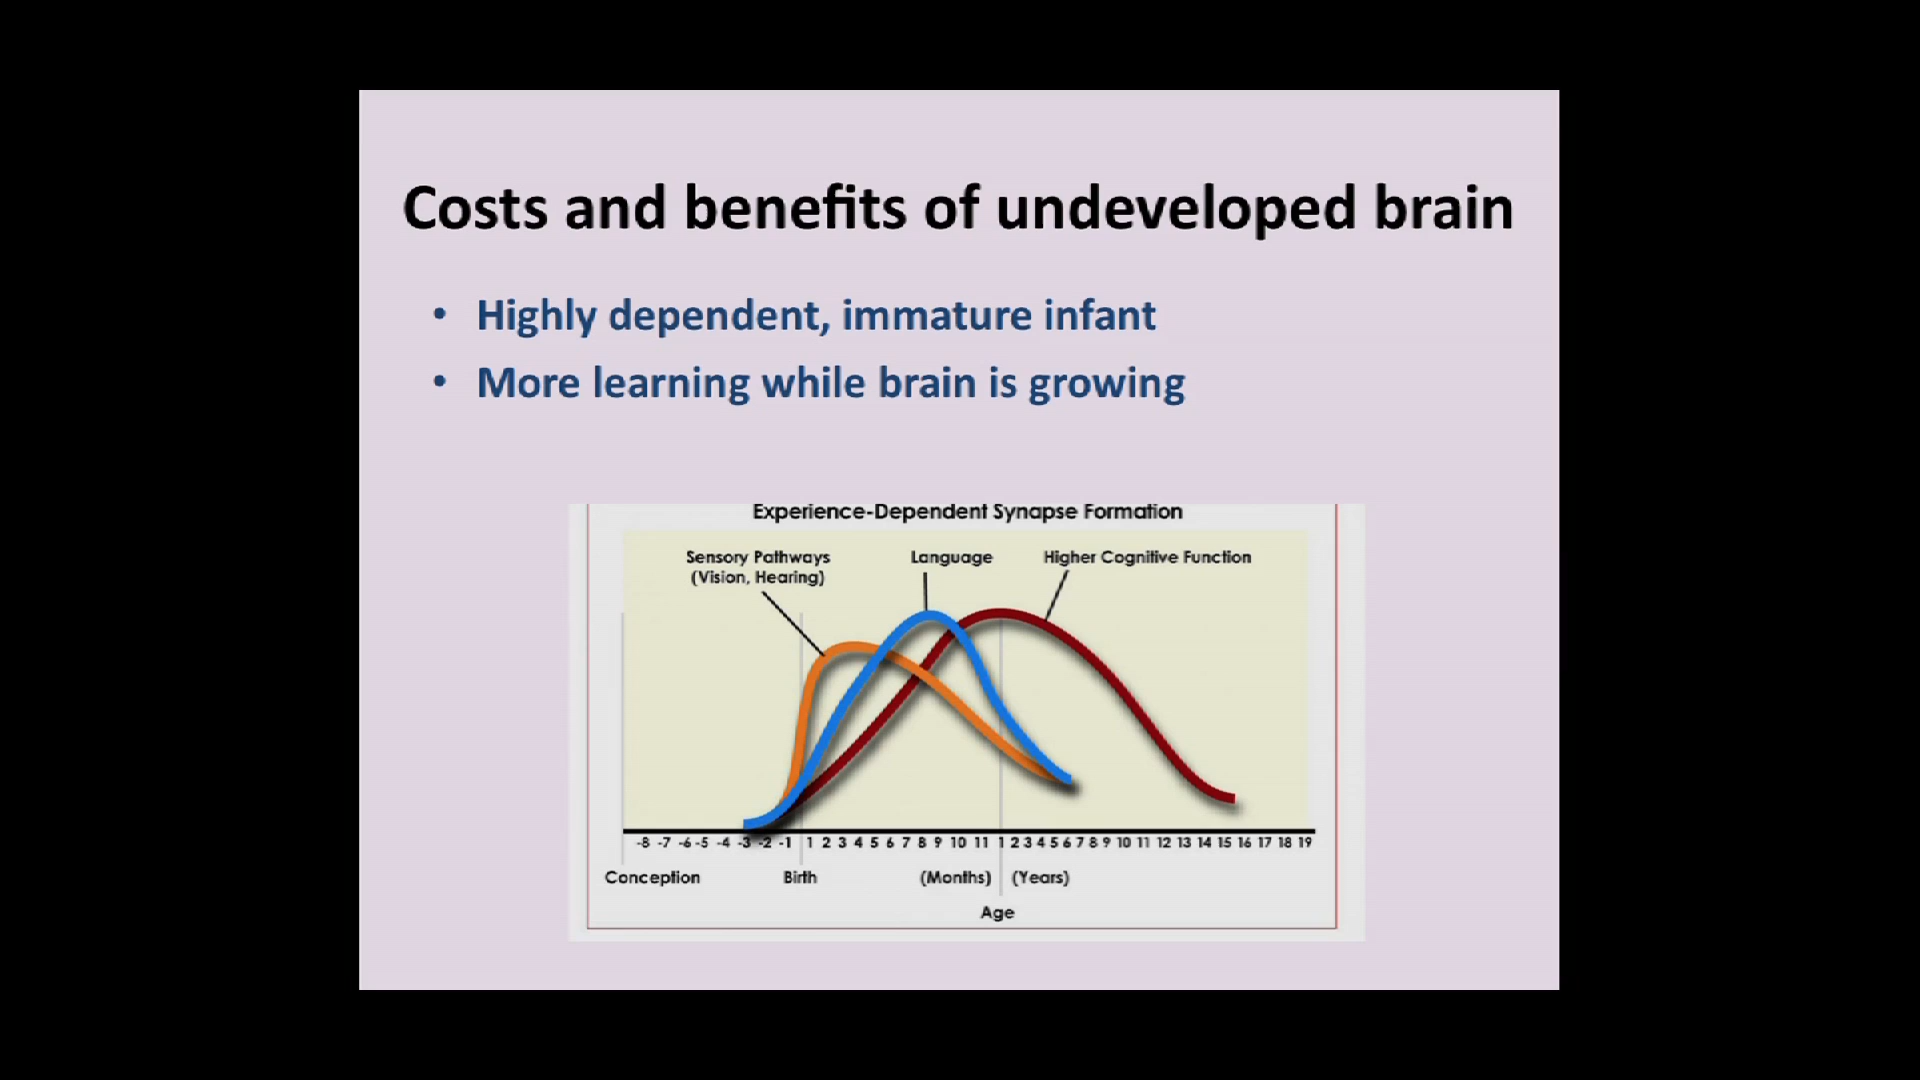 Costs and benefits of undeveloped brain
• Highly dependent, immature infant
• More learning while brain is growing
Experience-Dependent Synapse Formation
Sensory Pathways
(Vision, Hearing)
Language
Higher Cognitive Function
-8 -7 -6 -5 -4 -3 -2 -1 1 2 3 4 5 6 7 8 9 10 11 1 2 3 4 5 6 7 8 9 10 11 12 13 14 15 16 17 18 19
Conception Birth (Months) (Years)
Age